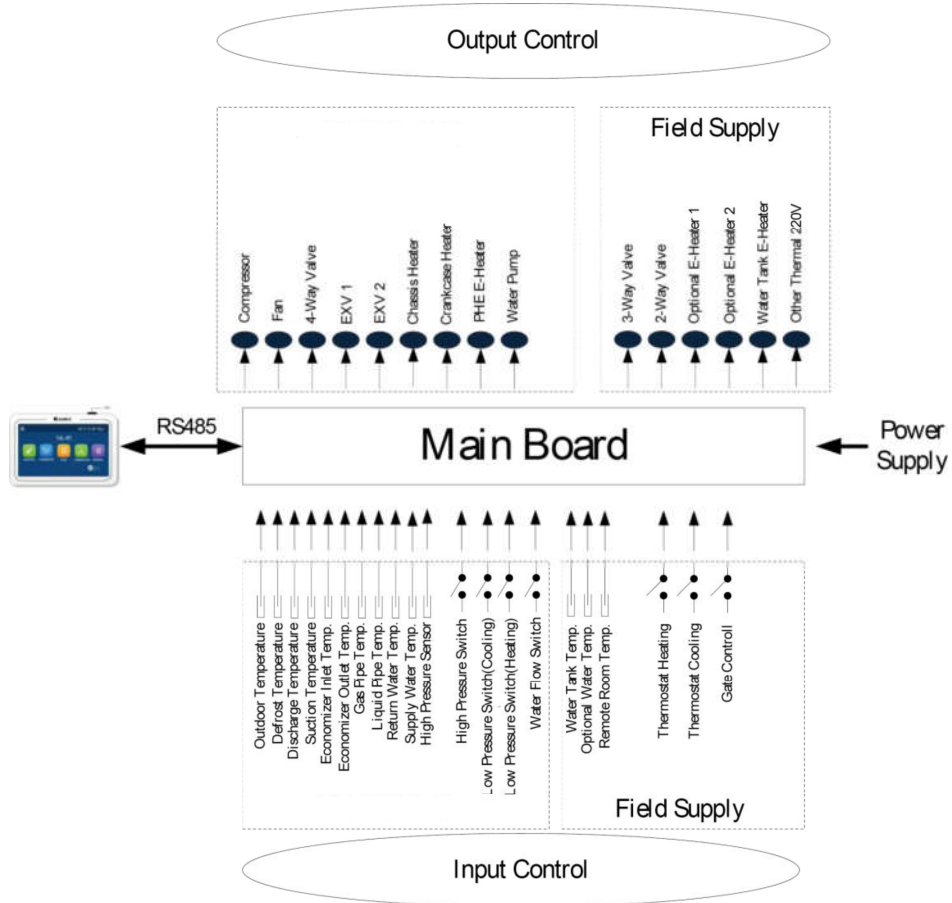 Output Control
Field Supply
Compressor
Fan
4-Way Valve
EXV 1
EXV 2
Chassis Heater
Crankcase Heater
PHE E-Heater
Water Pump
3-Way Valve
2-Way Valve
Optional E-Heater 1
Optional E-Heater 2
Water Tank E-Heater
Other Thermal 220V
RS485
Main Board
Power
Supply
Outdoor Temperature
Defrost Temperature
Discharge Temperature
Suction Temperature
Economizer Inlet Temp.
Economizer Outlet Temp.
Gas Pipe Temp.
Liquid Pipe Temp.
Return Water Temp.
Supply Water Temp.
High Pressure Sensor
High Pressure Switch
Low Pressure Switch(Cooling)
Low Pressure Switch(Heating)
Water Flow Switch
Water Tank Temp.
Optional Water Temp.
Remote Room Temp.
Thermostat Heating
Thermostat Cooling
Gate Controll
Field Supply
Input Control